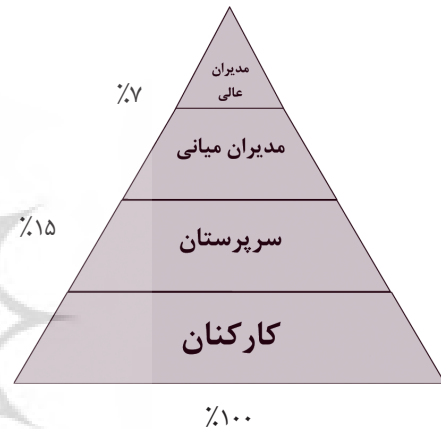 مدیران
عالی
٪۷
مدیران میانی
سرپرستان
٪۱۵
کارکنان
٪۱۰۰